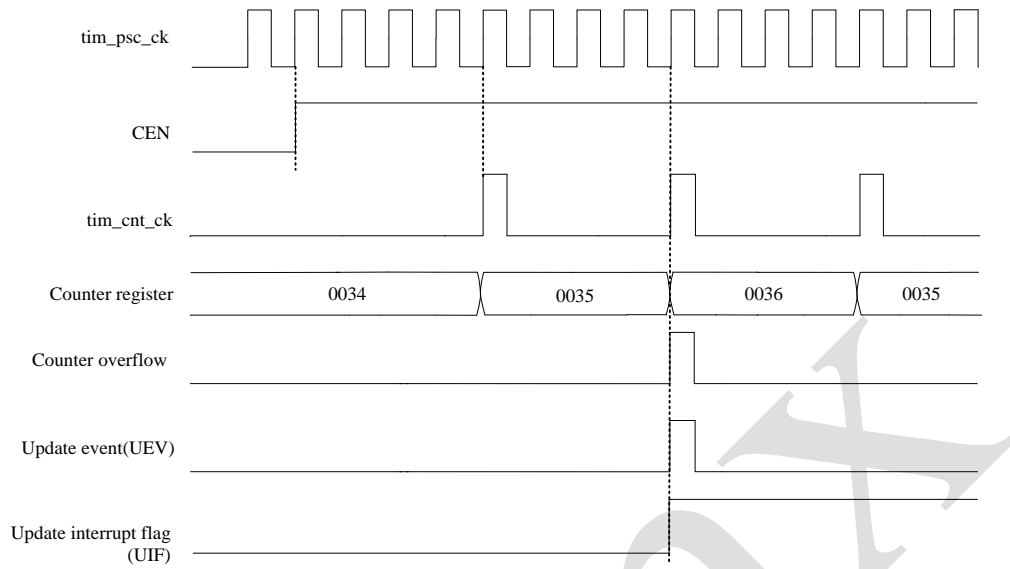 tim_psc_ck
CEN
tim_cnt_ck
Counter register
0034
0035
0036
0035
Counter overflow
Update event(UEV)
Update interrupt flag
(UIF)